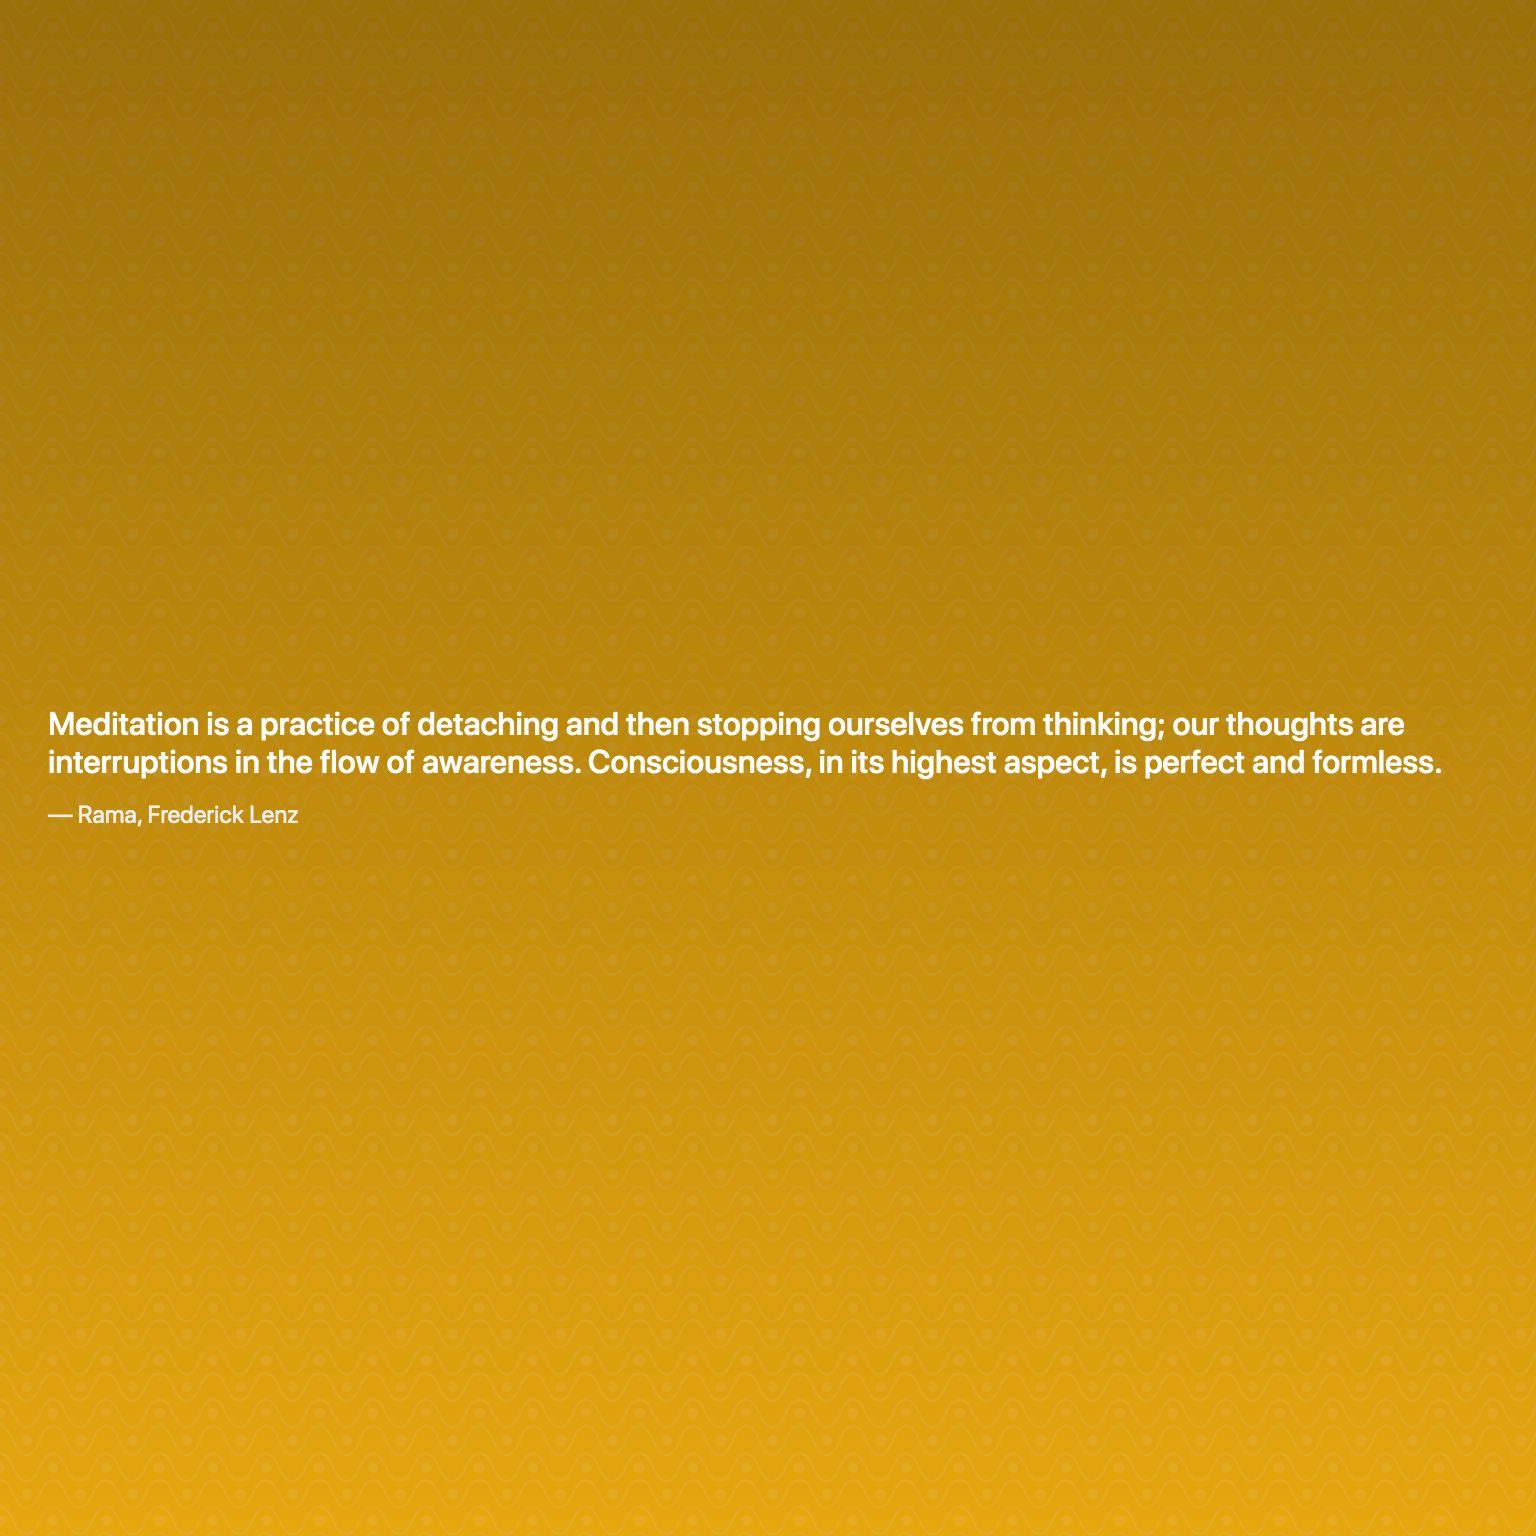 Meditation is a practice of detaching and then stopping ourselves from thinking; our thoughts are
interruptions in the flow of awareness. Consciousness, in its highest aspect, is perfect and formless.
— Rama, Frederick Lenz